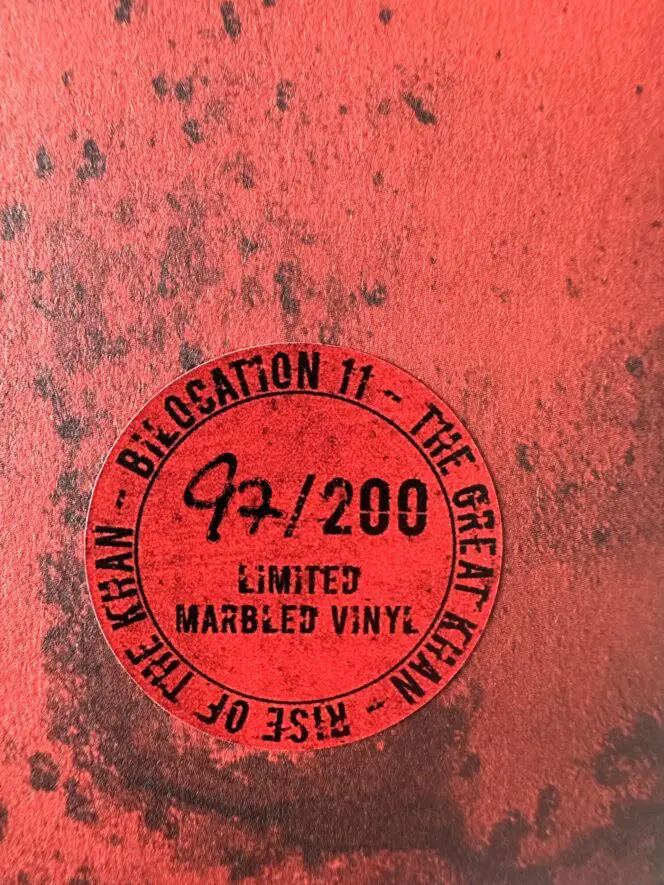 BILOCATION 11 - THE GREAT KHAN - RISE OF THE KHAN -
97/200
LIMITED
MARBLED VINYL